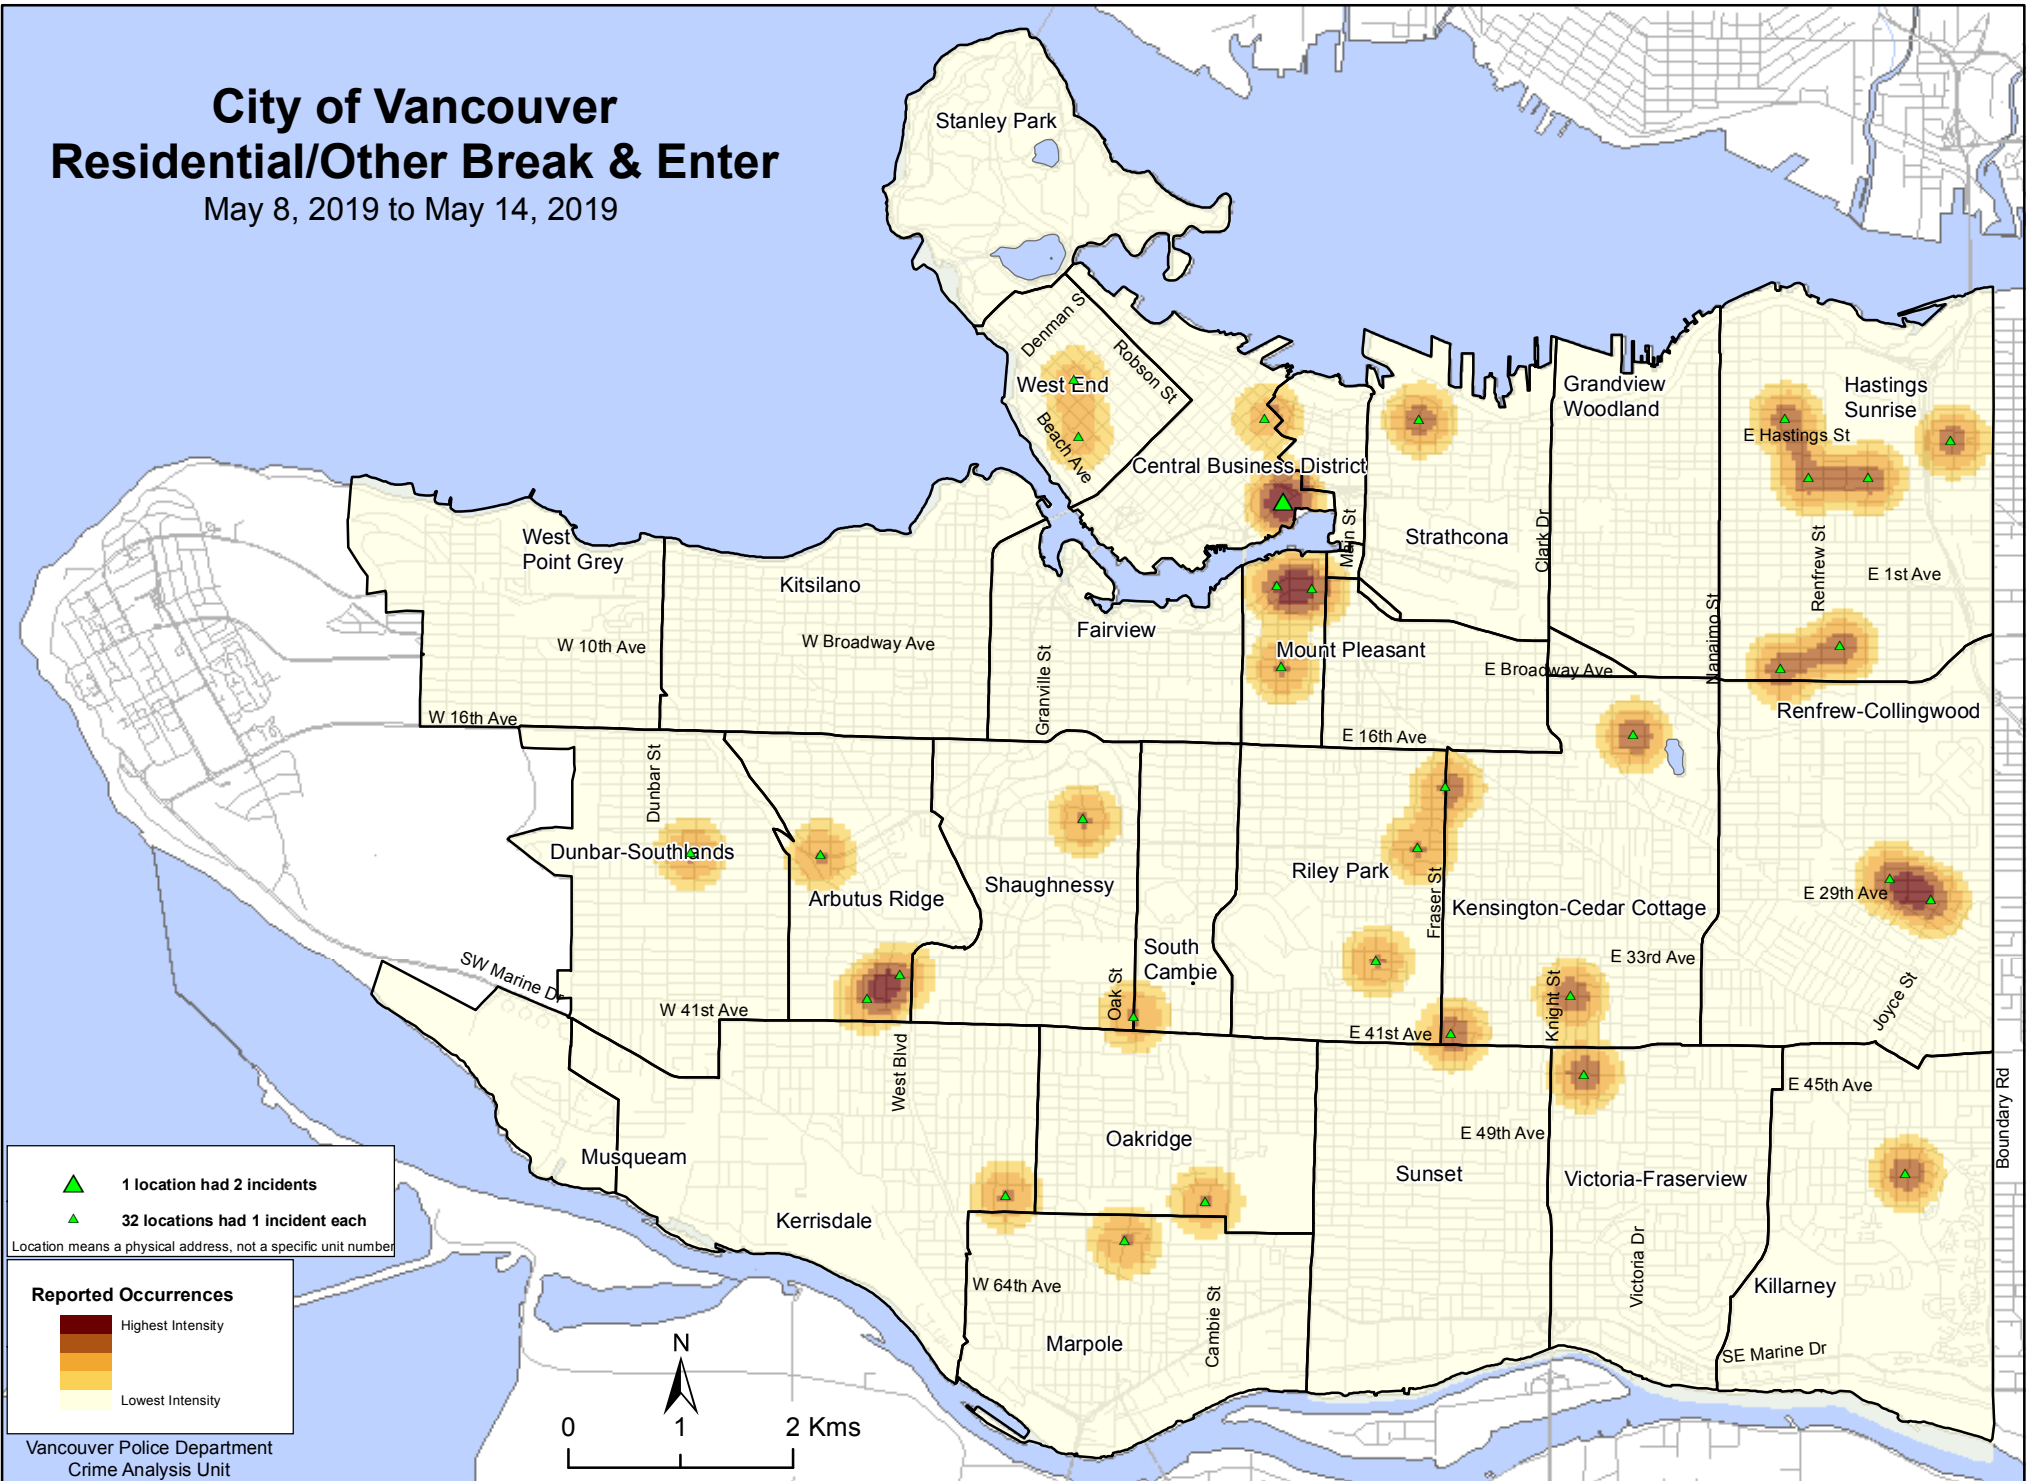 City of Vancouver
Residential/Other Break & Enter
May 8, 2019 to May 14, 2019
Stanley Park
Denman S
Robson St
West End
Beach Ave
Central Business District
Grandview
Woodland
Hastings
Sunrise
E Hastings St
Main St
Strathcona
Clark Dr
Nanaimo St
Renfrew St
E 1st Ave
West
Point Grey
Kitsilano
Fairview
Mount Pleasant
W 10th Ave
W Broadway Ave
Granville St
E Broadway Ave
W 16th Ave
E 16th Ave
Renfrew-Collingwood
Dunbar St
Dunbar-Southlands
Arbutus Ridge
Shaughnessy
Riley Park
Fraser St
Kensington-Cedar Cottage
E 29th Ave
South
Cambie
E 33rd Ave
SW Marine Dr
W 41st Ave
Oak St
E 41st Ave
Knight St
Joyce St
West Blvd
E 45th Ave
Boundary Rd
Musqueam
Oakridge
E 49th Ave
Sunset
Victoria-Fraserview
Kerrisdale
Victoria Dr
Killarney
W 64th Ave
Cambie St
Marpole
SE Marine Dr
1 location had 2 incidents
32 locations had 1 incident each
Location means a physical address, not a specific unit number
Reported Occurrences
Highest Intensity
Lowest Intensity
Vancouver Police Department
Crime Analysis Unit
N
0 1 2 Kms